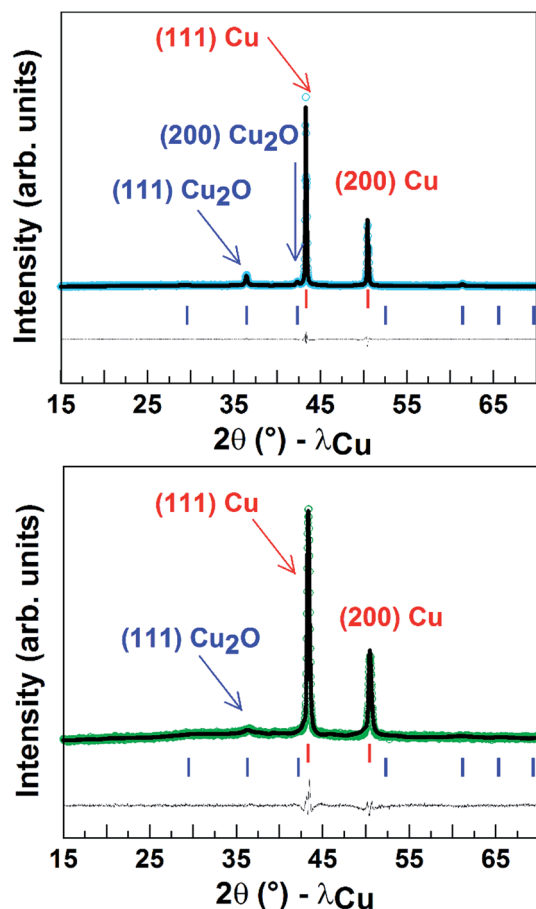 (111) Cu
(200) Cu₂O
(111) Cu₂O
(200) Cu
Intensity (arb. units)
15 25 35 45 55 65
2θ (°) - λCu
(111) Cu
(200) Cu
(111) Cu₂O
Intensity (arb. units)
15 25 35 45 55 65
2θ (°) - λCu